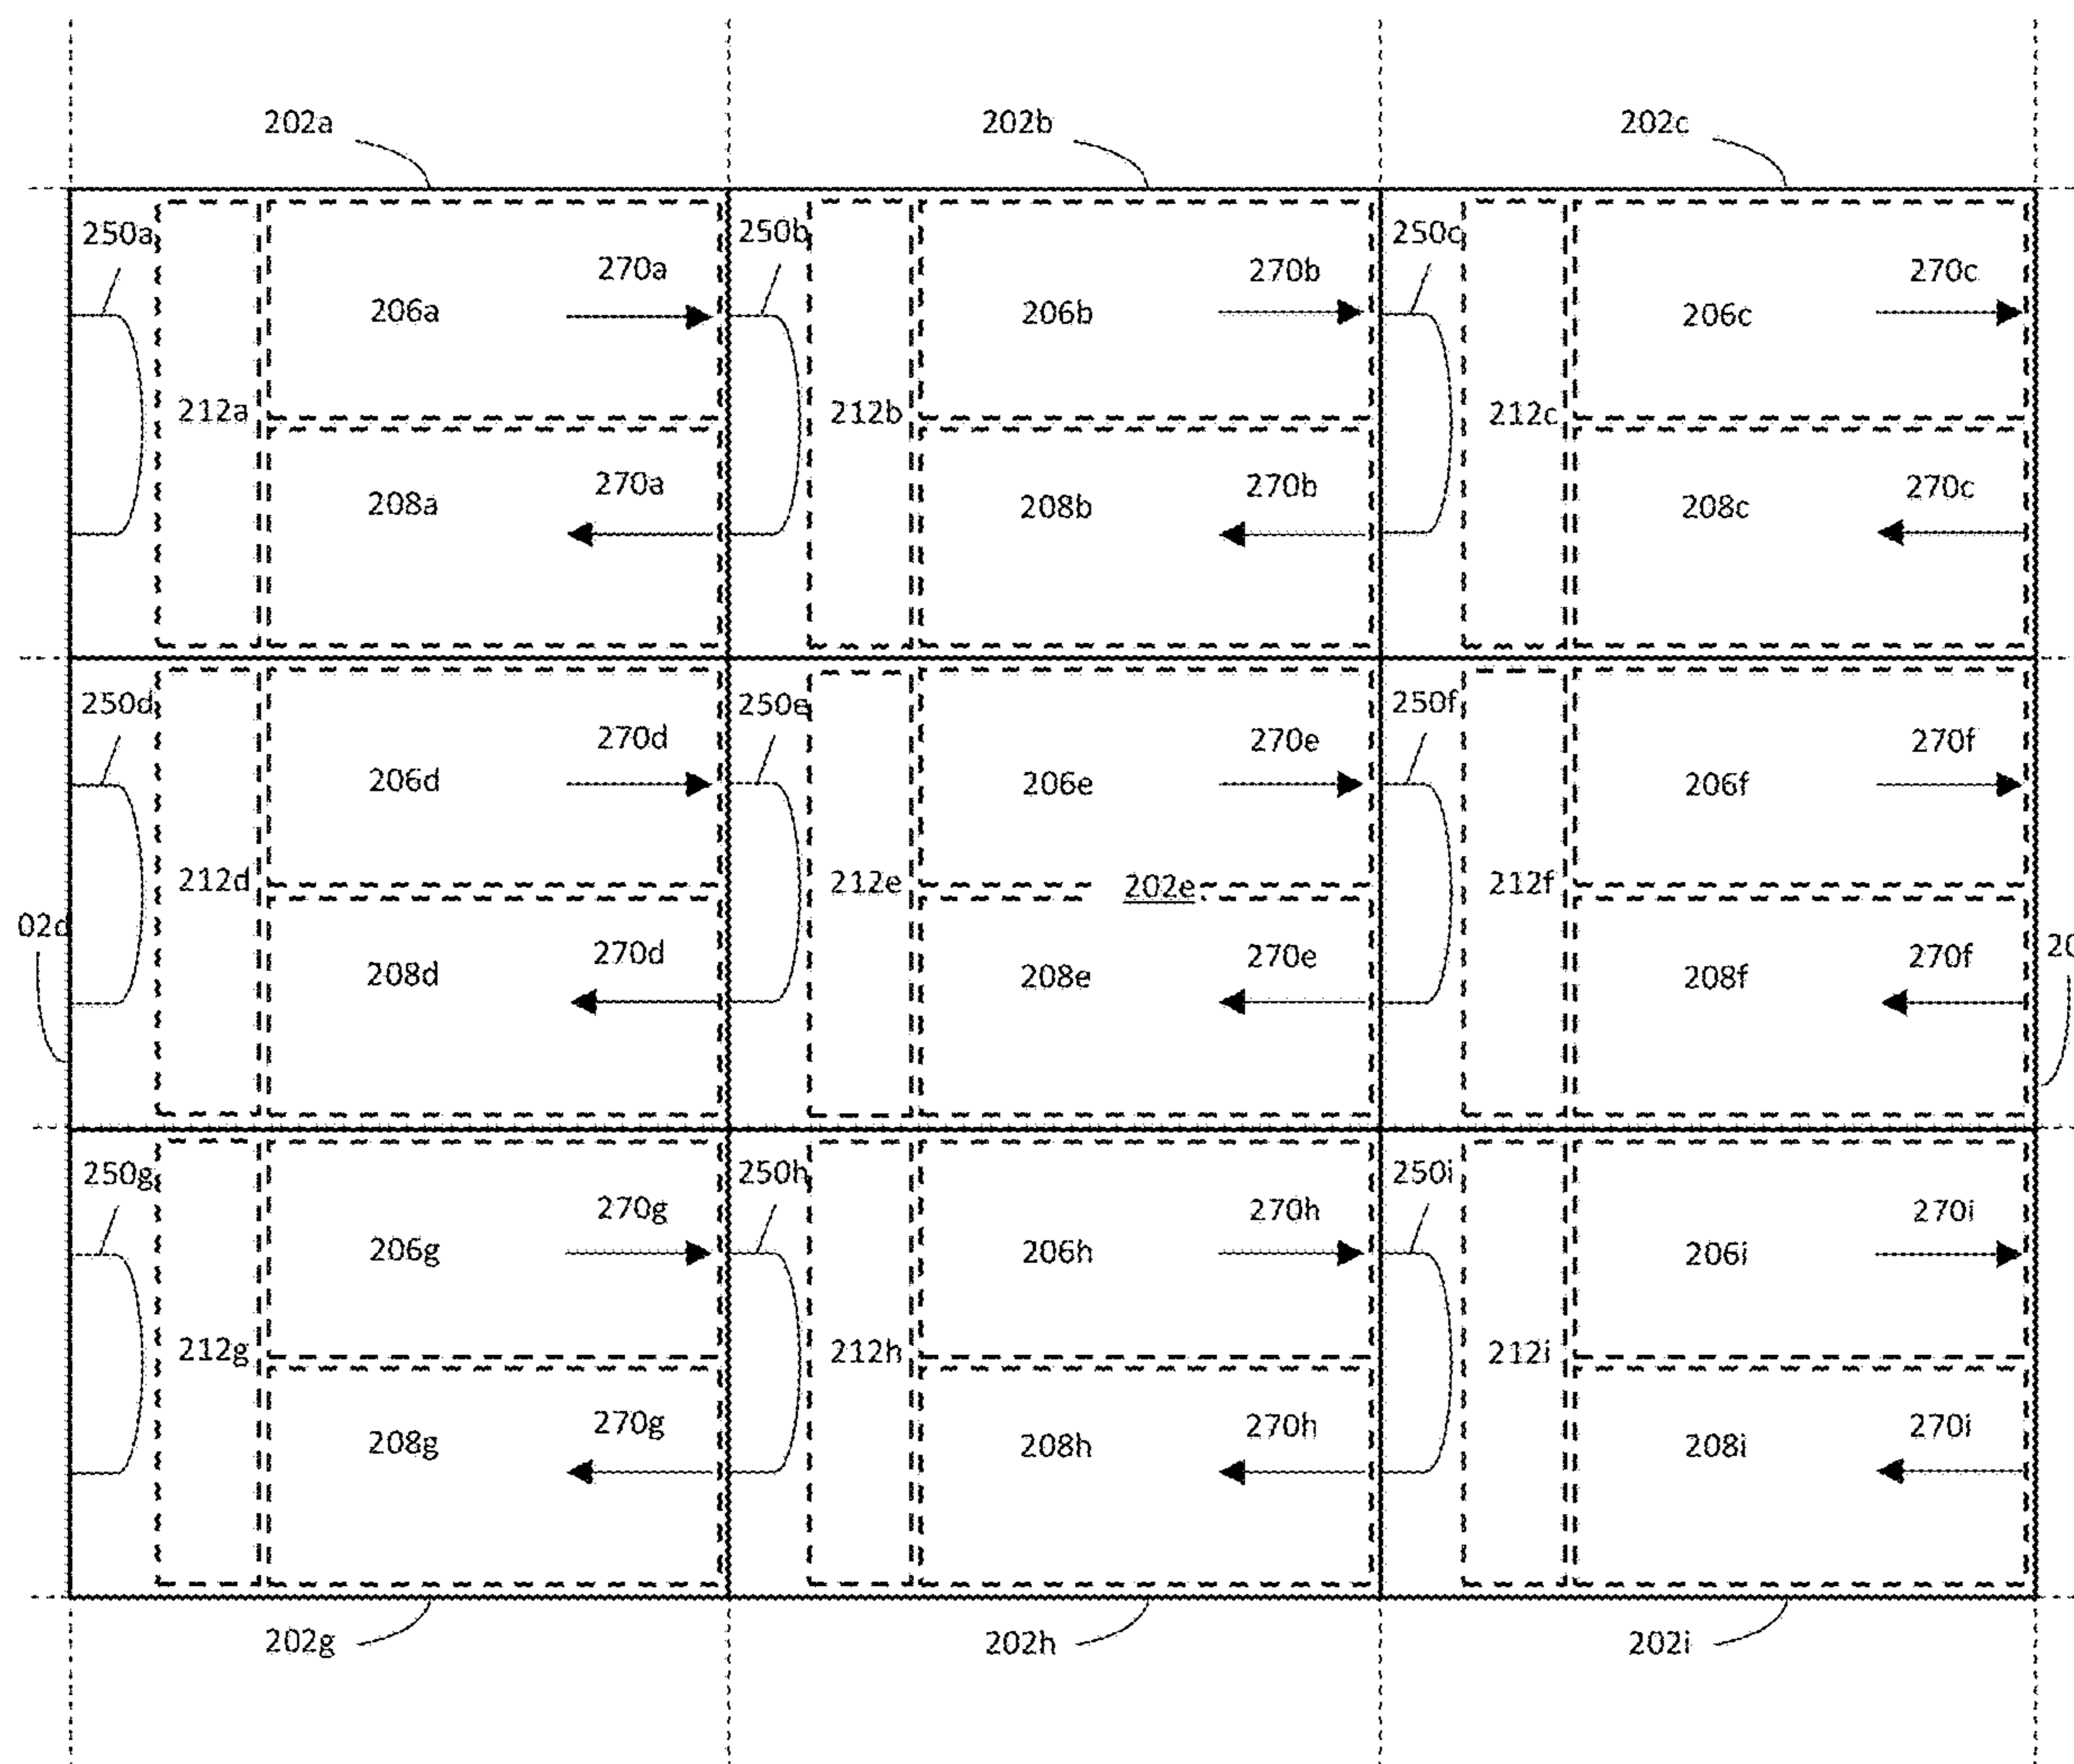 202a 202b 202c
250a 270a 250b 270b 250c 270c
206a 206b 206c
212a 212b 212c
270a 270b 270c
208a 208b 208c
250d 270d 250e 270e 250f 270f
206d 206e 206f
212d 212e 202e 212f
02d 20
270d 270e 270f
208d 208e 208f
250g 270g 250h 270h 250i 270i
206g 206h 206i
212g 212h 212i
270g 270h 270i
208g 208h 208i
202g 202h 202i